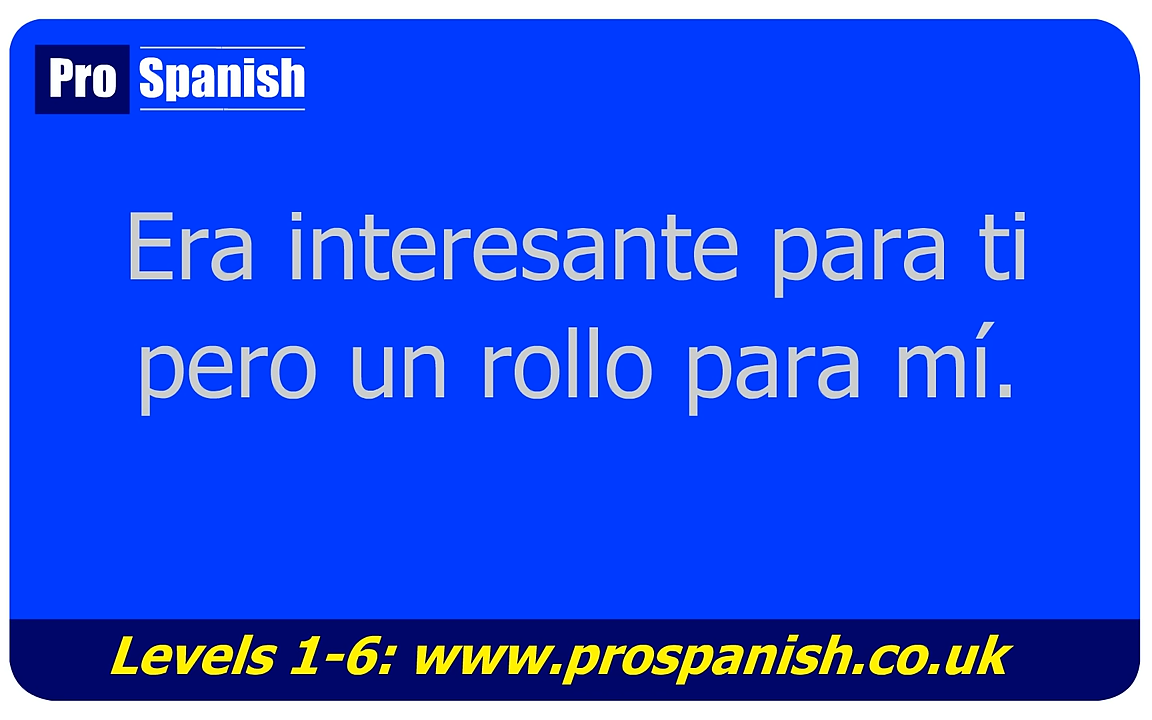 Pro Spanish
Era interesante para ti
pero un rollo para mí.
Levels 1-6: www.prospanish.co.uk